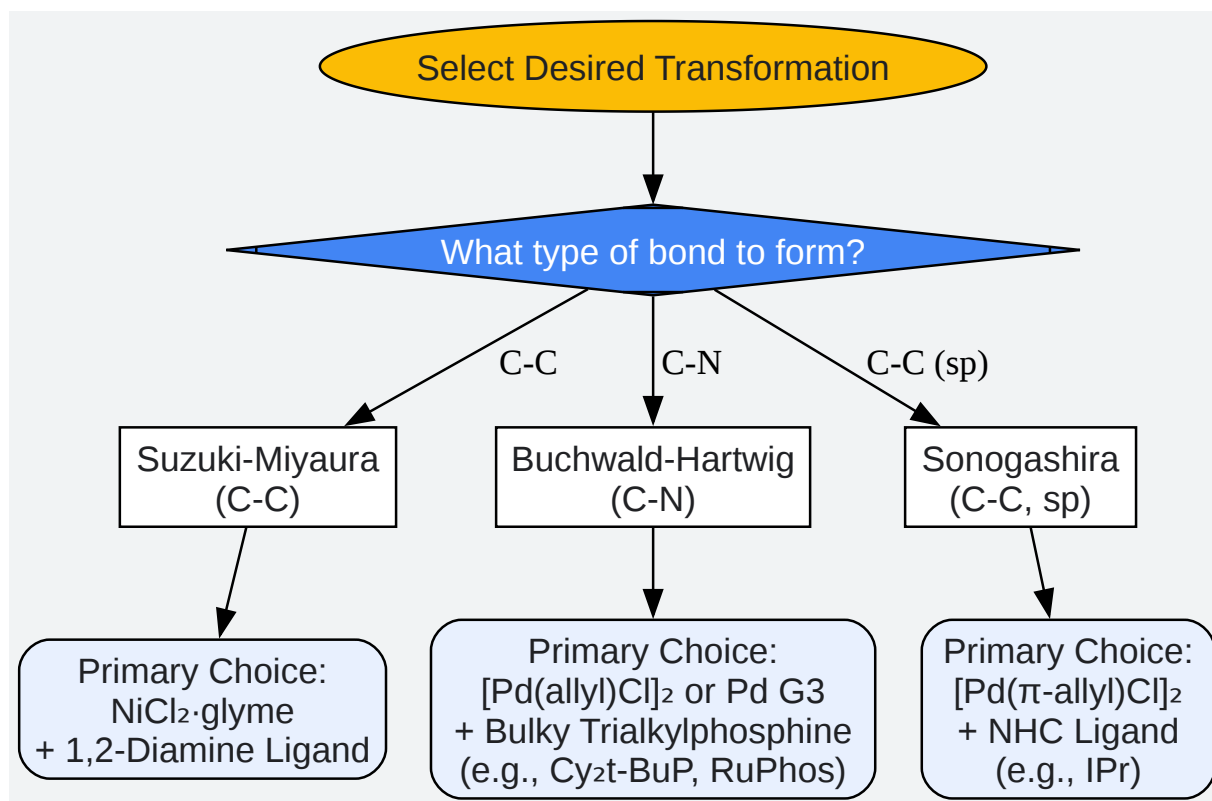 Select Desired Transformation
What type of bond to form?
C-C
C-N
C-C (sp)
Suzuki-Miyaura
(C-C)
Buchwald-Hartwig
(C-N)
Sonogashira
(C-C, sp)
Primary Choice:
NiCl₂·glyme
+ 1,2-Diamine Ligand
Primary Choice:
[Pd(allyl)Cl]₂ or Pd G3
+ Bulky Trialkylphosphine
(e.g., Cy₂t-BuP, RuPhos)
Primary Choice:
[Pd(π-allyl)Cl]₂
+ NHC Ligand
(e.g., IPr)